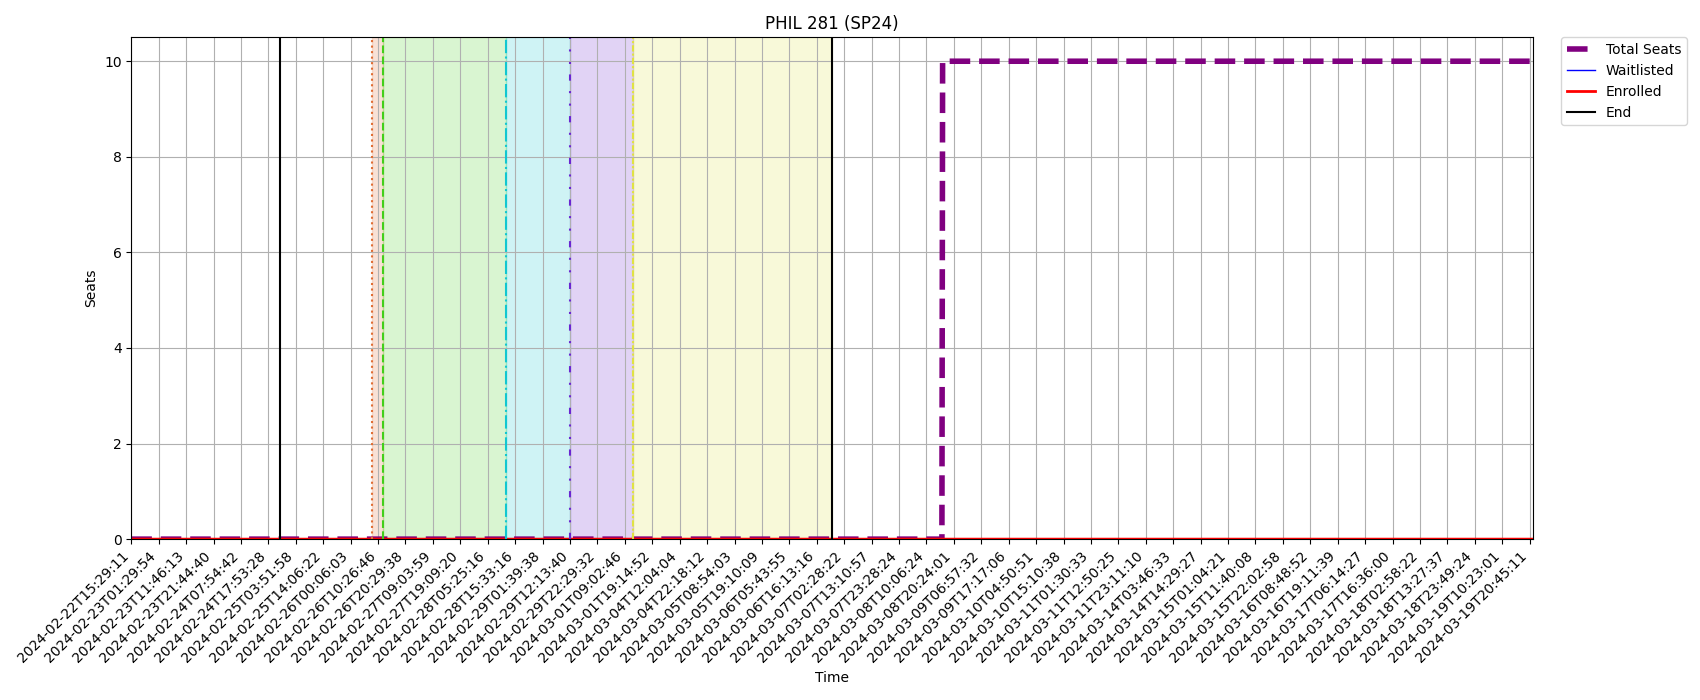 PHIL 281 (SP24)
Total Seats
Waitlisted
Enrolled
End
Seats
10
8
6
4
2
0
2024-02-22T15:29:11
2024-02-23T01:29:54
2024-02-23T11:46:13
2024-02-23T21:44:40
2024-02-24T07:54:42
2024-02-24T17:53:28
2024-02-25T03:51:58
2024-02-25T14:06:22
2024-02-26T00:06:03
2024-02-26T10:26:46
2024-02-26T20:29:38
2024-02-27T09:03:59
2024-02-27T19:09:20
2024-02-28T05:25:16
2024-02-28T15:33:16
2024-02-29T01:39:38
2024-02-29T12:13:40
2024-02-29T22:29:32
2024-03-01T09:02:46
2024-03-01T19:14:52
2024-03-04T12:04:04
2024-03-04T22:18:12
2024-03-05T08:54:03
2024-03-05T19:10:09
2024-03-06T05:43:55
2024-03-06T16:13:16
2024-03-07T02:28:22
2024-03-07T13:10:57
2024-03-07T23:28:24
2024-03-08T10:06:24
2024-03-08T20:24:01
2024-03-09T06:57:32
2024-03-09T17:17:06
2024-03-10T04:50:51
2024-03-10T15:10:38
2024-03-11T01:30:33
2024-03-11T12:50:25
2024-03-11T23:11:10
2024-03-14T03:46:33
2024-03-14T14:29:27
2024-03-15T01:04:21
2024-03-15T11:40:08
2024-03-15T22:02:58
2024-03-16T08:48:52
2024-03-16T19:11:39
2024-03-17T06:14:27
2024-03-17T16:36:00
2024-03-18T02:58:22
2024-03-18T13:27:37
2024-03-18T23:49:24
2024-03-19T10:23:01
2024-03-19T20:45:11
Time